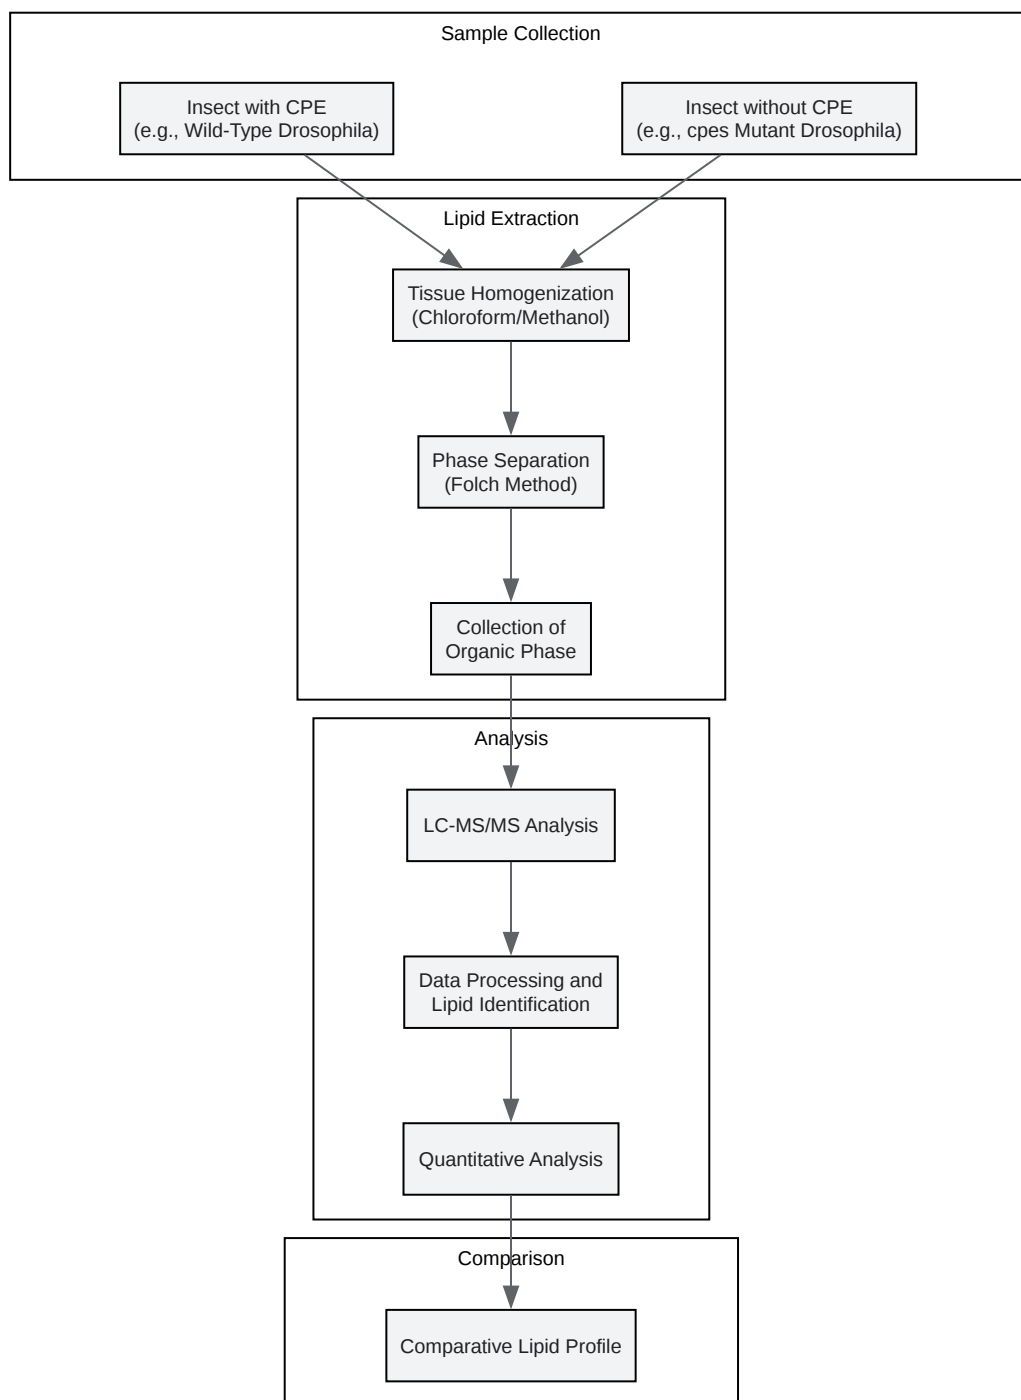 Sample Collection
Insect with CPE
(e.g., Wild-Type Drosophila)
Insect without CPE
(e.g., cpes Mutant Drosophila)
Lipid Extraction
Tissue Homogenization
(Chloroform/Methanol)
Phase Separation
(Folch Method)
Collection of
Organic Phase
Analysis
LC-MS/MS Analysis
Data Processing and
Lipid Identification
Quantitative Analysis
Comparison
Comparative Lipid Profile